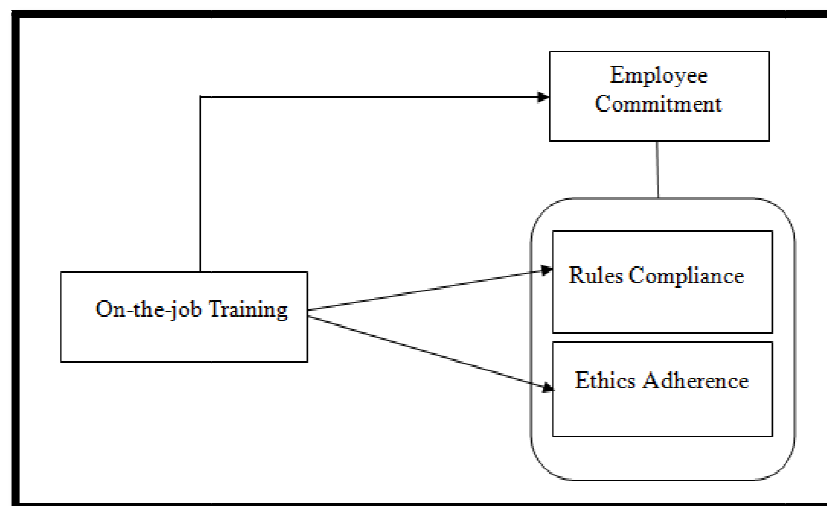 Employee
Commitment
Rules Compliance
On-the-job Training
Ethics Adherence